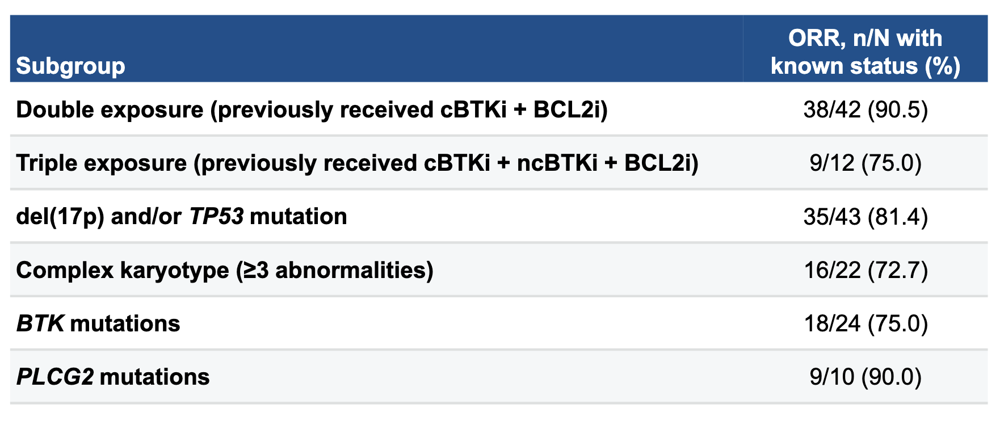 Subgroup
ORR, n/N with
known status (%)
Double exposure (previously received cBTKi + BCL2i)
38/42 (90.5)
Triple exposure (previously received cBTKi + ncBTKi + BCL2i)
9/12 (75.0)
del(17p) and/or TP53 mutation
35/43 (81.4)
Complex karyotype (≥3 abnormalities)
16/22 (72.7)
BTK mutations
18/24 (75.0)
PLCG2 mutations
9/10 (90.0)